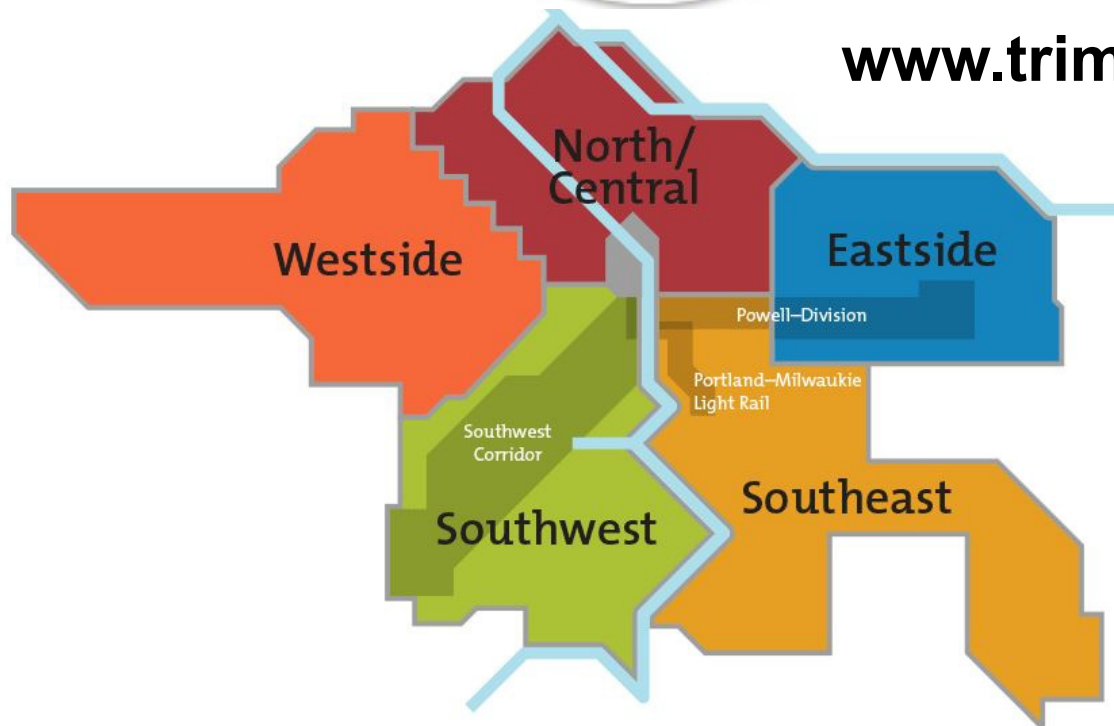 www.trim
North/
Central
Westside
Eastside
Powell–Division
Portland–Milwaukie
Light Rail
Southwest
Corridor
Southeast
Southwest